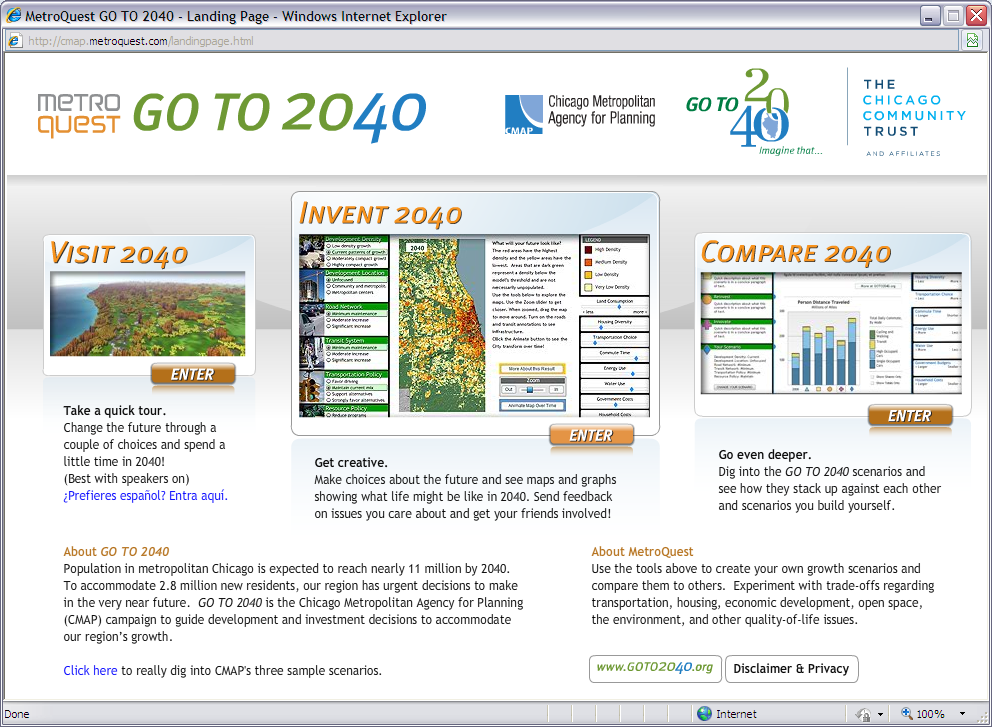 MetroQuest GO TO 2040 - Landing Page - Windows Internet Explorer
http://cmap.metroquest.com/landingpage.html
METRO QUEST
GO TO 2040
CMAP
Chicago Metropolitan
Agency for Planning
GO TO 2040
Imagine that...
THE
CHICAGO
COMMUNITY
TRUST
AND AFFILIATES
VISIT 2040
ENTER
Take a quick tour.
Change the future through a
couple of choices and spend a
little time in 2040!
(Best with speakers on)
¿Prefieres español? Entra aquí.
INVENT 2040
Development Density
Low density growth
Current patterns of growth
Moderately compact growth
Highly compact growth
Development Location
Unfocused
Community and metropolis
Metropolitan centers
Road Network
Minimum maintenance
Moderate increase
Significant increase
Transit System
Minimum maintenance
Moderate increase
Significant increase
Transportation Policy
Favor driving
Maintain current mix
Support alternatives
Strongly favor alternatives
Resource Policy
Reduce programs
2040
What will your future look like?
The red areas have the highest
density and the yellow areas have the
lowest. Areas that are dark green
represent a density below the
model's threshold and are not
necessarily unpopulated.
Use the tools below to explore the
maps. Use the Zoom slider to get
closer. When zoomed, drag the map
to move around. Turn on the roads
and transit annotations to see
infrastructure.
Click the Animate button to see the
City transform over time!
More About this Result
Zoom
Out
In
Animate Map Over Time
LEGEND
High Density
Medium Density
Low Density
Very Low Density
Land Consumption
< less more >
Housing Diversity
Transportation Choice
Commute Time
Energy Use
Water Use
Government Costs
Household Costs
ENTER
Get creative.
Make choices about the future and see maps and graphs
showing what life might be like in 2040. Send feedback
on issues you care about and get your friends involved!
COMPARE 2040
Person Distance Traveled
ENTER
Go even deeper.
Dig into the GO TO 2040 scenarios and
see how they stack up against each other
and scenarios you build yourself.
About GO TO 2040
Population in metropolitan Chicago is expected to reach nearly 11 million by 2040.
To accommodate 2.8 million new residents, our region has urgent decisions to make
in the very near future. GO TO 2040 is the Chicago Metropolitan Agency for Planning
(CMAP) campaign to guide development and investment decisions to accommodate
our region's growth.
Click here to really dig into CMAP's three sample scenarios.
About MetroQuest
Use the tools above to create your own growth scenarios and
compare them to others. Experiment with trade-offs regarding
transportation, housing, economic development, open space,
the environment, and other quality-of-life issues.
www.GOTO2040.org
Disclaimer & Privacy
Done
Internet
100%